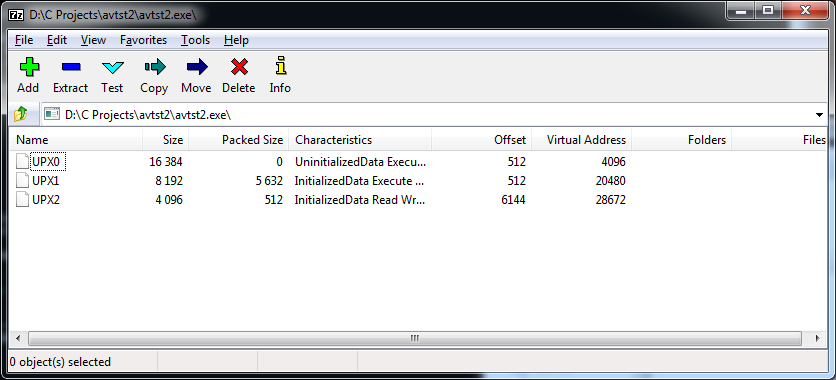 D:\C Projects\avtst2\avtst2.exe\
File Edit View Favorites Tools Help
Add Extract Test Copy Move Delete Info
D:\C Projects\avtst2\avtst2.exe\
Name Size Packed Size Characteristics Offset Virtual Address Folders Files
UPX0 16 384 0 UninitializedData Execu... 512 4096
UPX1 8 192 5 632 InitializedData Execute ... 512 20480
UPX2 4 096 512 InitializedData Read Wr... 6144 28672
0 object(s) selected